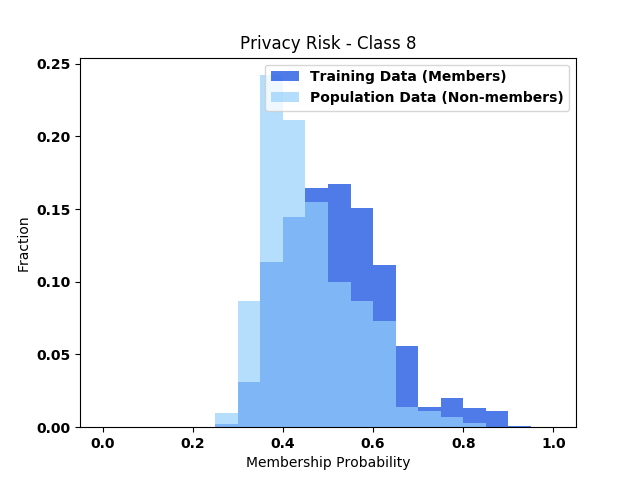 Privacy Risk - Class 8
Training Data (Members)
Population Data (Non-members)
0.25
0.20
0.15
0.10
0.05
0.00
Fraction
0.0 0.2 0.4 0.6 0.8 1.0
Membership Probability